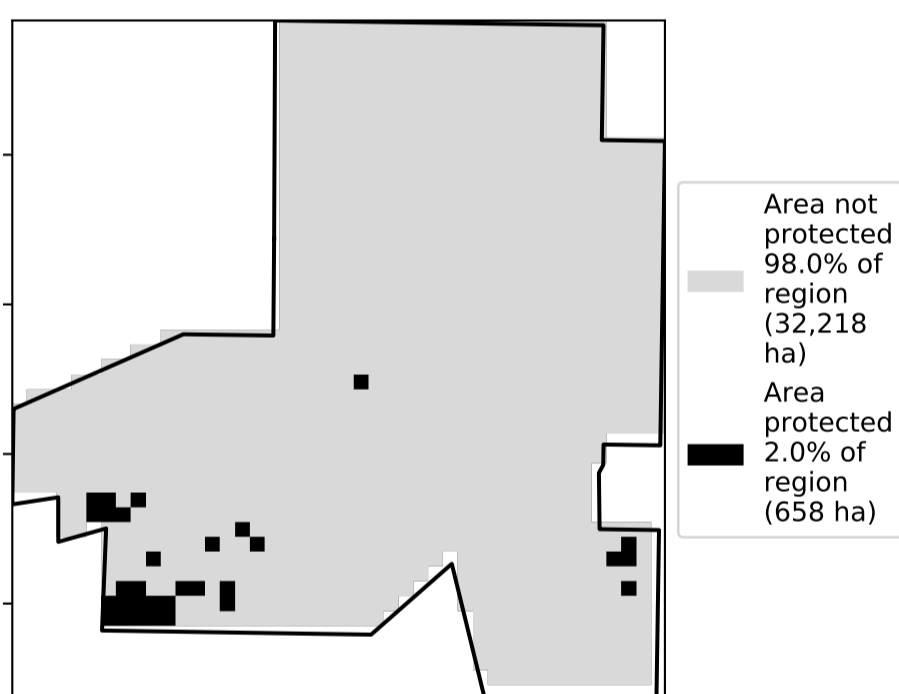 Area not
protected
98.0% of
region
(32,218
ha)
Area
protected
2.0% of
region
(658 ha)